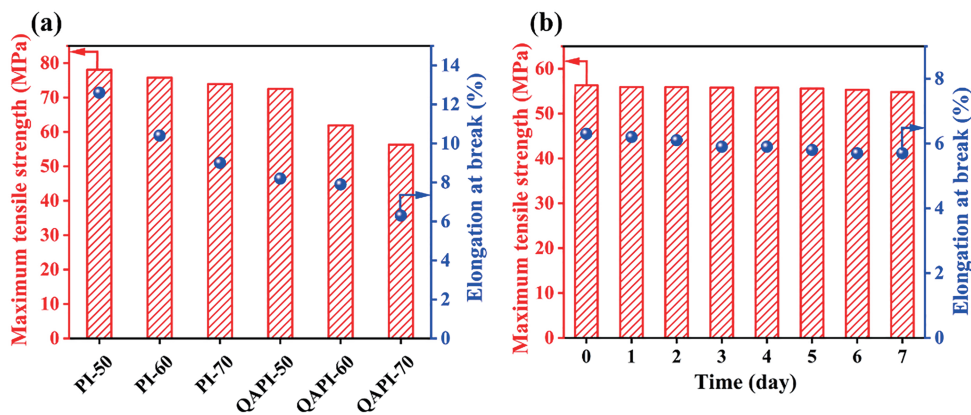 (a)
Maximum tensile strength (MPa)
80
70
60
50
40
30
20
10
0
PI-50
PI-60
PI-70
QAPI-50
QAPI-60
QAPI-70
14
12
10
8
6
4
2
0
Elongation at break (%)
(b)
Maximum tensile strength (MPa)
60
50
40
30
20
10
0
0 1 2 3 4 5 6 7
Time (day)
8
6
4
2
0
Elongation at break (%)